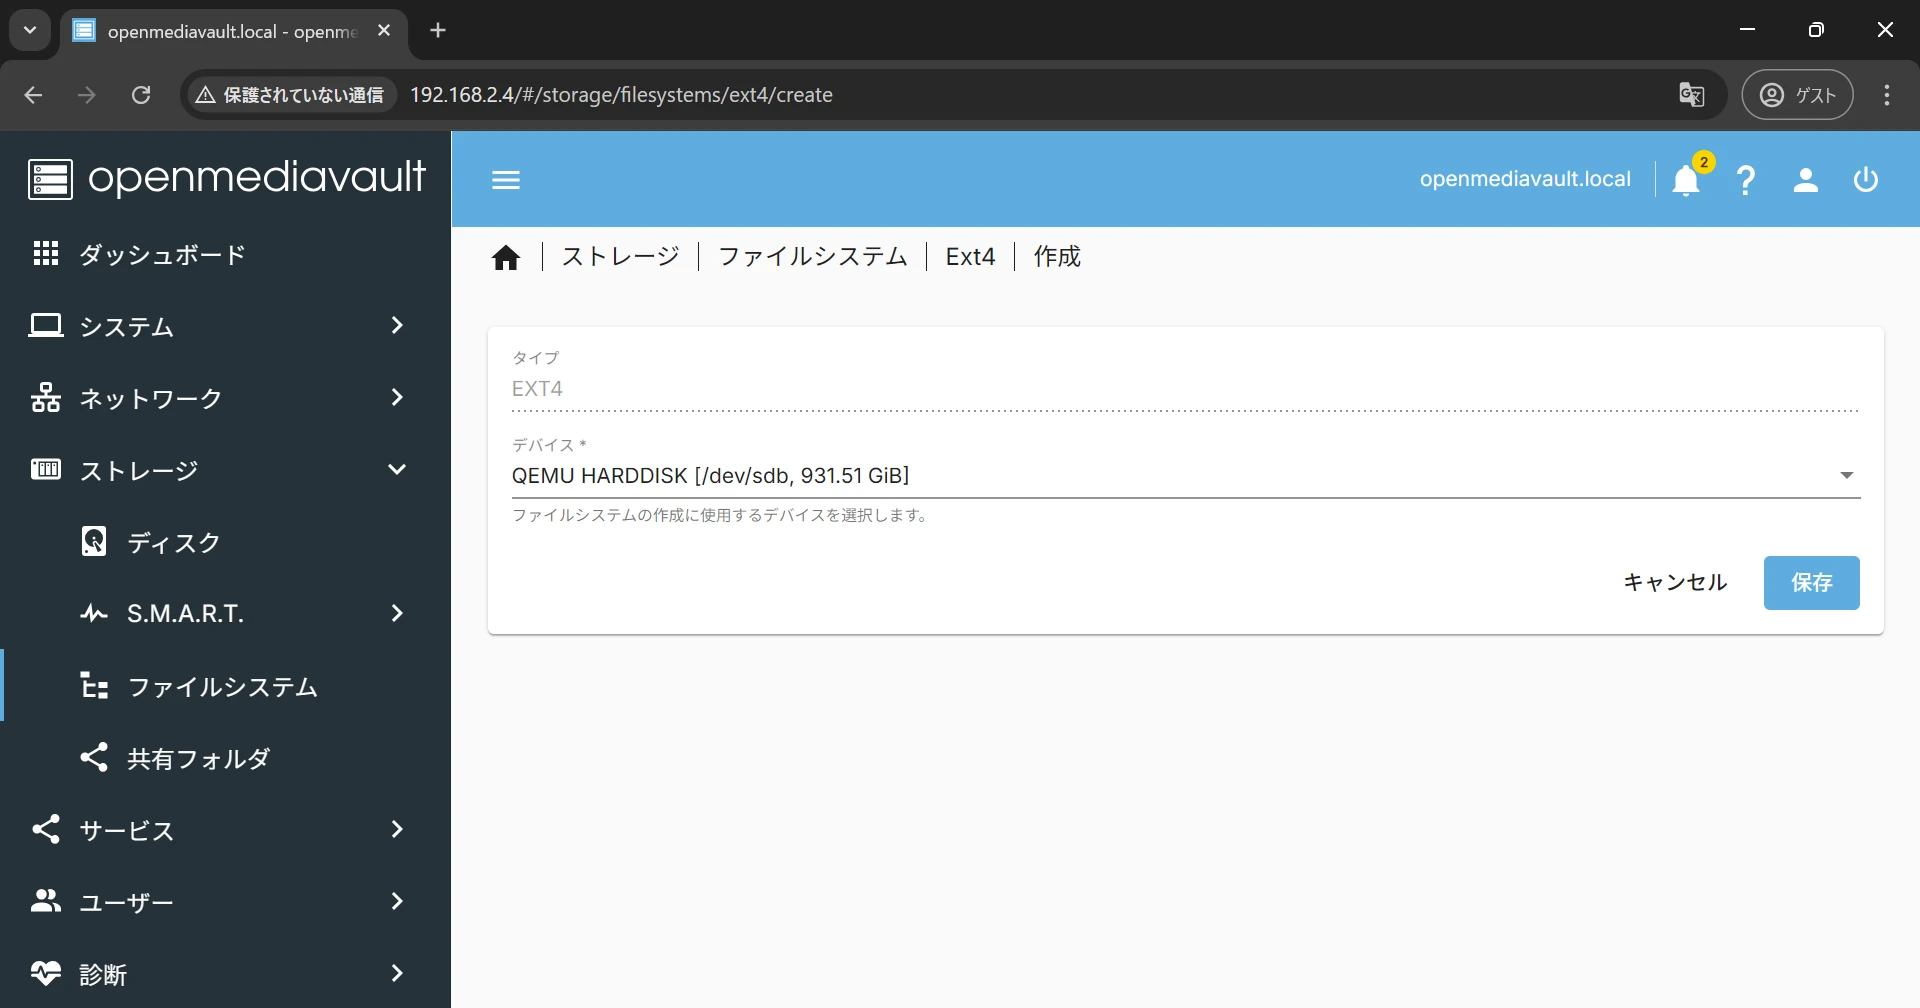 openmediavault.local - openme
保護されていない通信 192.168.2.4/#/storage/filesystems/ext4/create
ゲスト
openmediavault
openmediavault.local
2
ダッシュボード
システム
ネットワーク
ストレージ
ディスク
S.M.A.R.T.
ファイルシステム
共有フォルダ
サービス
ユーザー
診断
ストレージ | ファイルシステム | Ext4 | 作成
タイプ
EXT4
デバイス *
QEMU HARDDISK [/dev/sdb, 931.51 GiB]
ファイルシステムの作成に使用するデバイスを選択します。
キャンセル
保存